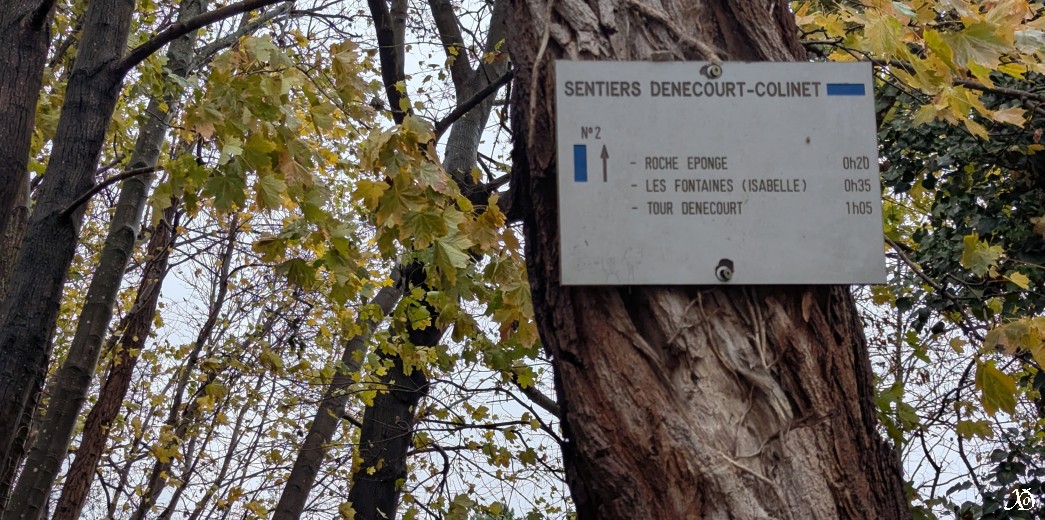 SENTIERS DENECOURT-COLINET
N°2
- ROCHE EPONGE 0h20
- LES FONTAINES (ISABELLE) 0h35
- TOUR DENECOURT 1h05